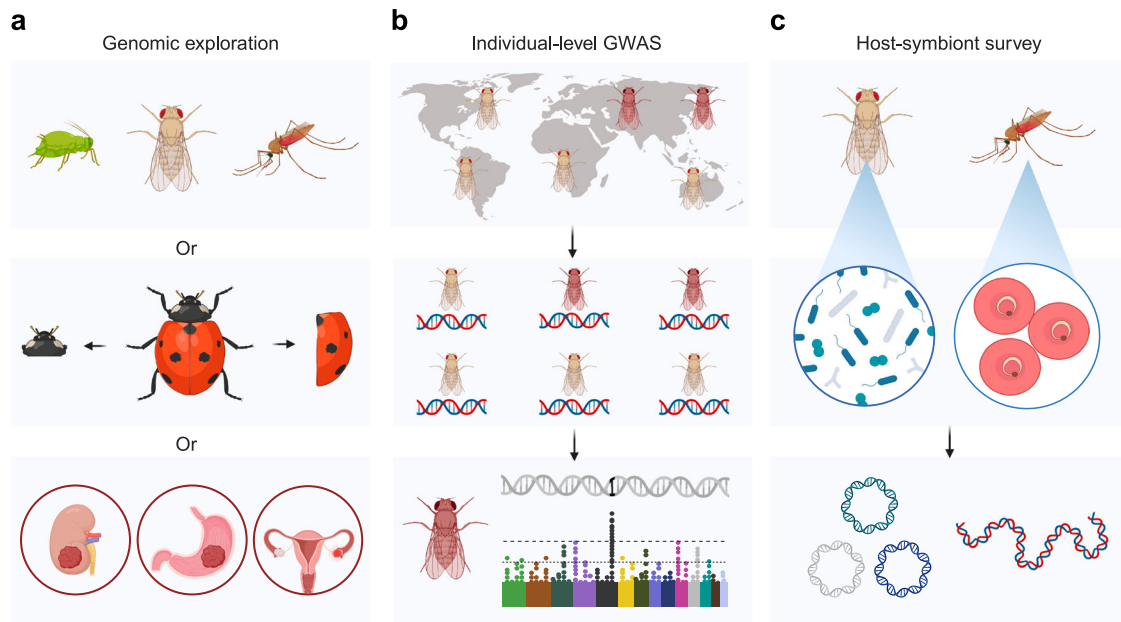 a
Genomic exploration
Or
Or
b
Individual-level GWAS
c
Host-symbiont survey